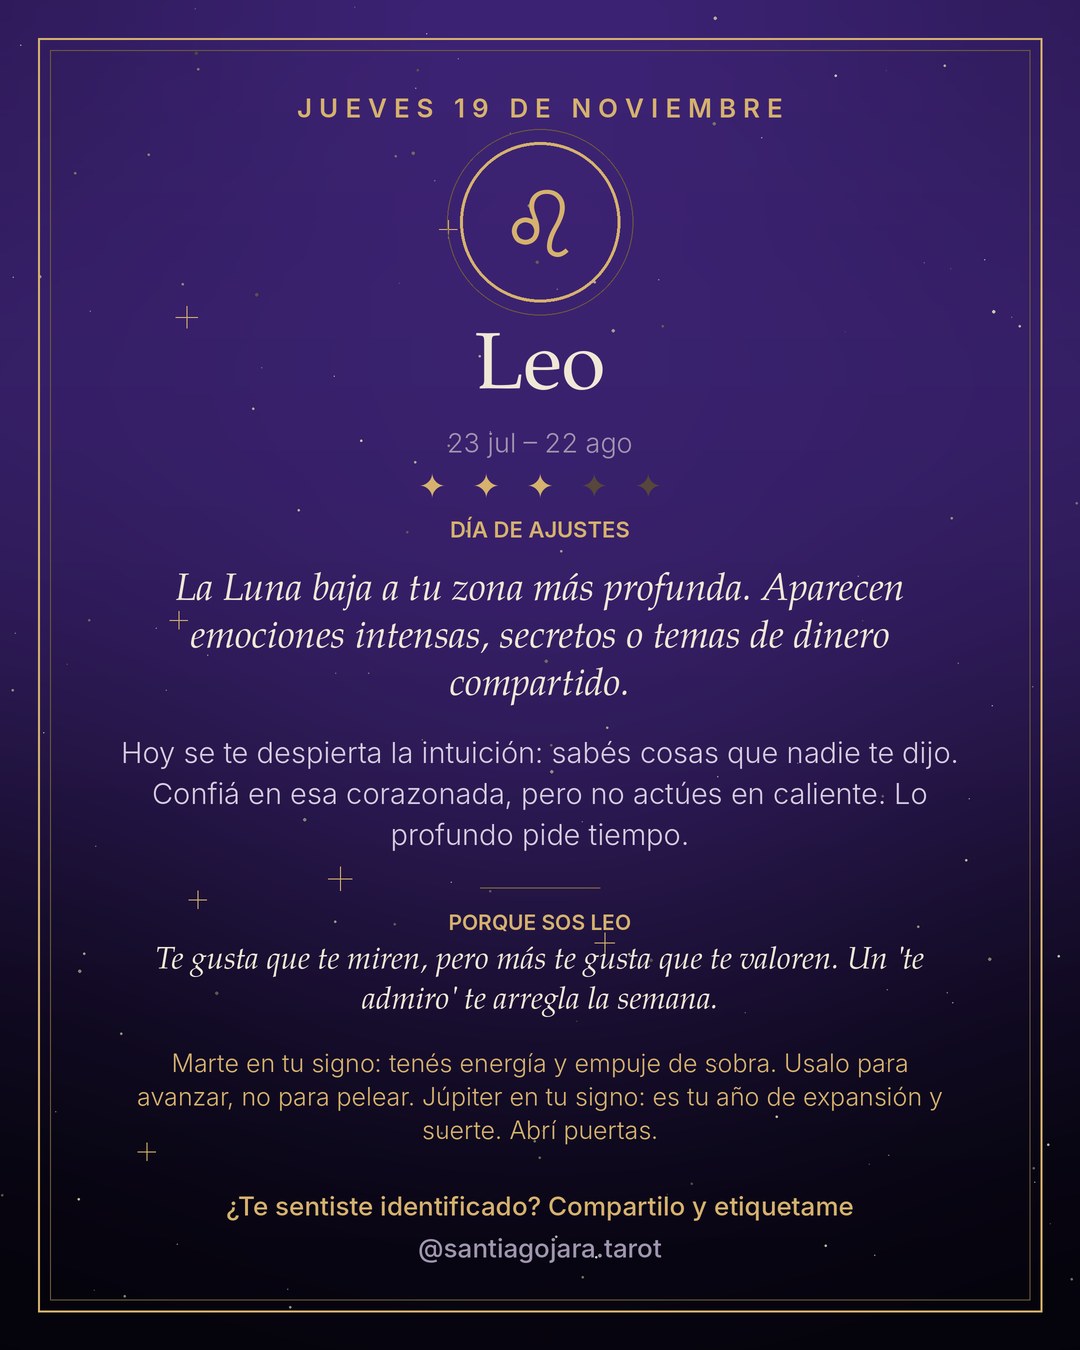 JUEVES 19 DE NOVIEMBRE
♌
Leo
23 jul – 22 ago
DÍA DE AJUSTES
La Luna baja a tu zona más profunda. Aparecen
emociones intensas, secretos o temas de dinero
compartido.
Hoy se te despierta la intuición: sabés cosas que nadie te dijo.
Confiá en esa corazonada, pero no actúes en caliente. Lo
profundo pide tiempo.
PORQUE SOS LEO
Te gusta que te miren, pero más te gusta que te valoren. Un 'te
admiro' te arregla la semana.
Marte en tu signo: tenés energía y empuje de sobra. Usalo para
avanzar, no para pelear. Júpiter en tu signo: es tu año de expansión y
suerte. Abrí puertas.
¿Te sentiste identificado? Compartilo y etiquetame
@santiagojara.tarot